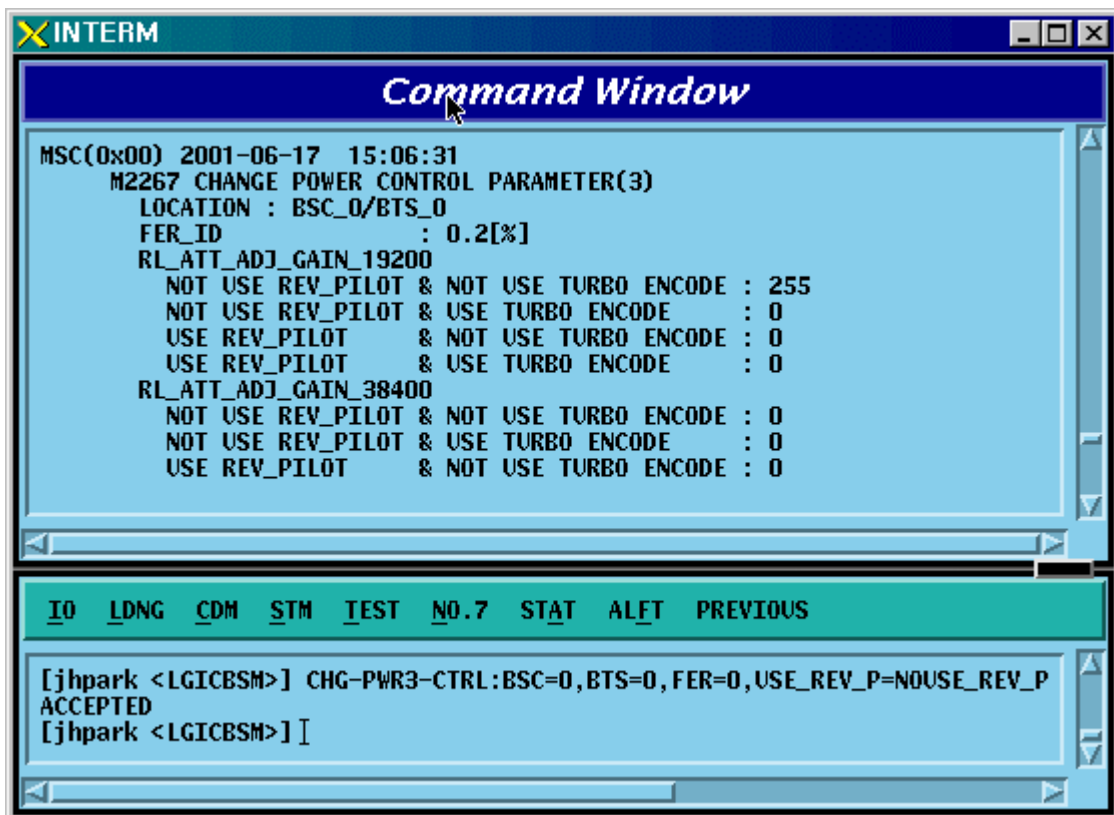 INTERM
Command Window
MSC(0x00) 2001-06-17 15:06:31
M2267 CHANGE POWER CONTROL PARAMETER(3)
LOCATION : BSC_0/BTS_0
FER_ID : 0.2[%]
RL_ATT_ADJ_GAIN_19200
NOT USE REV_PILOT & NOT USE TURBO ENCODE : 255
NOT USE REV_PILOT & USE TURBO ENCODE : 0
USE REV_PILOT & NOT USE TURBO ENCODE : 0
USE REV_PILOT & USE TURBO ENCODE : 0
RL_ATT_ADJ_GAIN_38400
NOT USE REV_PILOT & NOT USE TURBO ENCODE : 0
NOT USE REV_PILOT & USE TURBO ENCODE : 0
USE REV_PILOT & NOT USE TURBO ENCODE : 0
IO LDNG CDM STM TEST NO.7 STAT ALFT PREVIOUS
[jhpark <LGICBSM>] CHG-PWR3-CTRL:BSC=0,BTS=0,FER=0,USE_REV_P=NOUSE_REV_P
ACCEPTED
[jhpark <LGICBSM>]